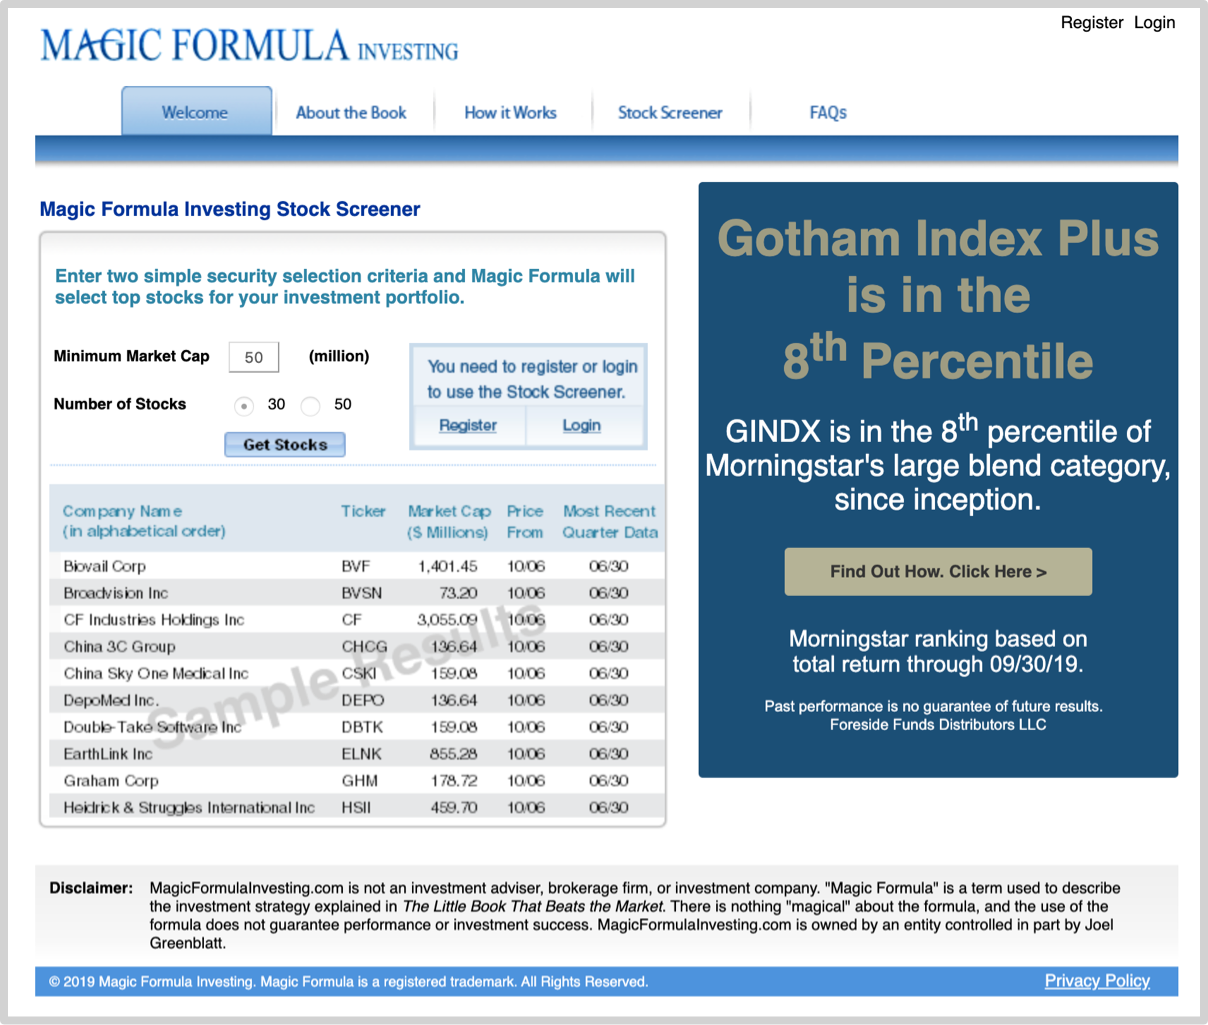 Register Login
MAGIC FORMULA INVESTING
Welcome
About the Book
How it Works
Stock Screener
FAQs
Magic Formula Investing Stock Screener
Enter two simple security selection criteria and Magic Formula will
select top stocks for your investment portfolio.
Minimum Market Cap 50 (million)
Number of Stocks 30 50
Get Stocks
You need to register or login
to use the Stock Screener.
Register Login
Company Name Ticker Market Cap Price Most Recent
(in alphabetical order) ($ Millions) From Quarter Data
Biovail Corp BVF 1,401.45 10/06 06/30
Broadvision Inc BVSN 73.20 10/06 06/30
CF Industries Holdings Inc CF 3,055.09 10/06 06/30
China 3C Group CHCG 136.64 10/06 06/30
China Sky One Medical Inc CSKI 159.08 10/06 06/30
DepoMed Inc. DEPO 136.64 10/06 06/30
Double-Take Software Inc DBTK 159.08 10/06 06/30
EarthLink Inc ELNK 855.28 10/06 06/30
Graham Corp GHM 178.72 10/06 06/30
Heidrick & Struggles International Inc HSII 459.70 10/06 06/30
Sample Results
Gotham Index Plus
is in the
8th Percentile
GINDX is in the 8th percentile of
Morningstar's large blend category,
since inception.
Find Out How. Click Here >
Morningstar ranking based on
total return through 09/30/19.
Past performance is no guarantee of future results.
Foreside Funds Distributors LLC
Disclaimer: MagicFormulaInvesting.com is not an investment adviser, brokerage firm, or investment company. "Magic Formula" is a term used to describe
the investment strategy explained in The Little Book That Beats the Market. There is nothing "magical" about the formula, and the use of the
formula does not guarantee performance or investment success. MagicFormulaInvesting.com is owned by an entity controlled in part by Joel
Greenblatt.
© 2019 Magic Formula Investing. Magic Formula is a registered trademark. All Rights Reserved.
Privacy Policy